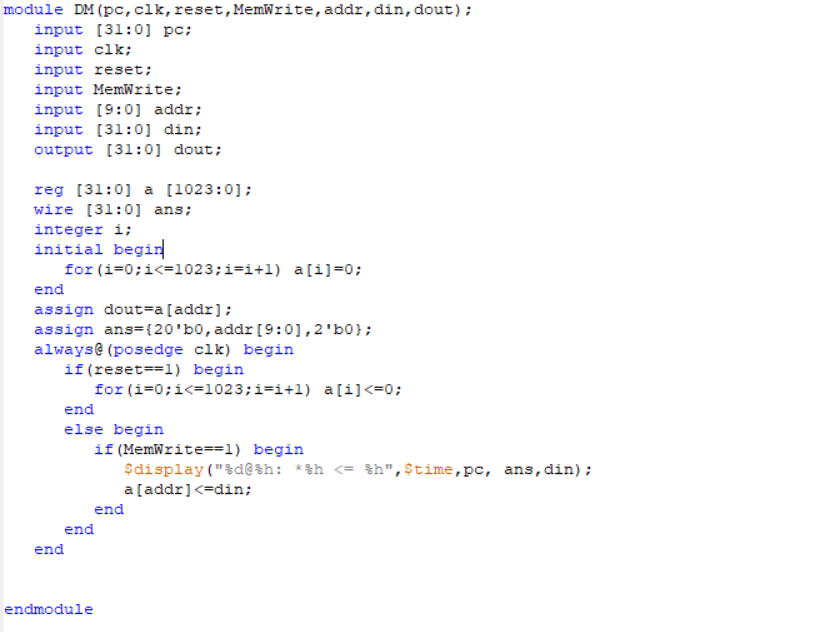 module DM(pc,clk,reset,MemWrite,addr,din,dout);
input [31:0] pc;
input clk;
input reset;
input MemWrite;
input [9:0] addr;
input [31:0] din;
output [31:0] dout;
reg [31:0] a [1023:0];
wire [31:0] ans;
integer i;
initial begin
for(i=0;i<=1023;i=i+1) a[i]=0;
end
assign dout=a[addr];
assign ans={20'b0,addr[9:0],2'b0};
always@(posedge clk) begin
if(reset==1) begin
for(i=0;i<=1023;i=i+1) a[i]<=0;
end
else begin
if(MemWrite==1) begin
$display("%d@%h: *%h <= %h",$time,pc, ans,din);
a[addr]<=din;
end
end
end
endmodule